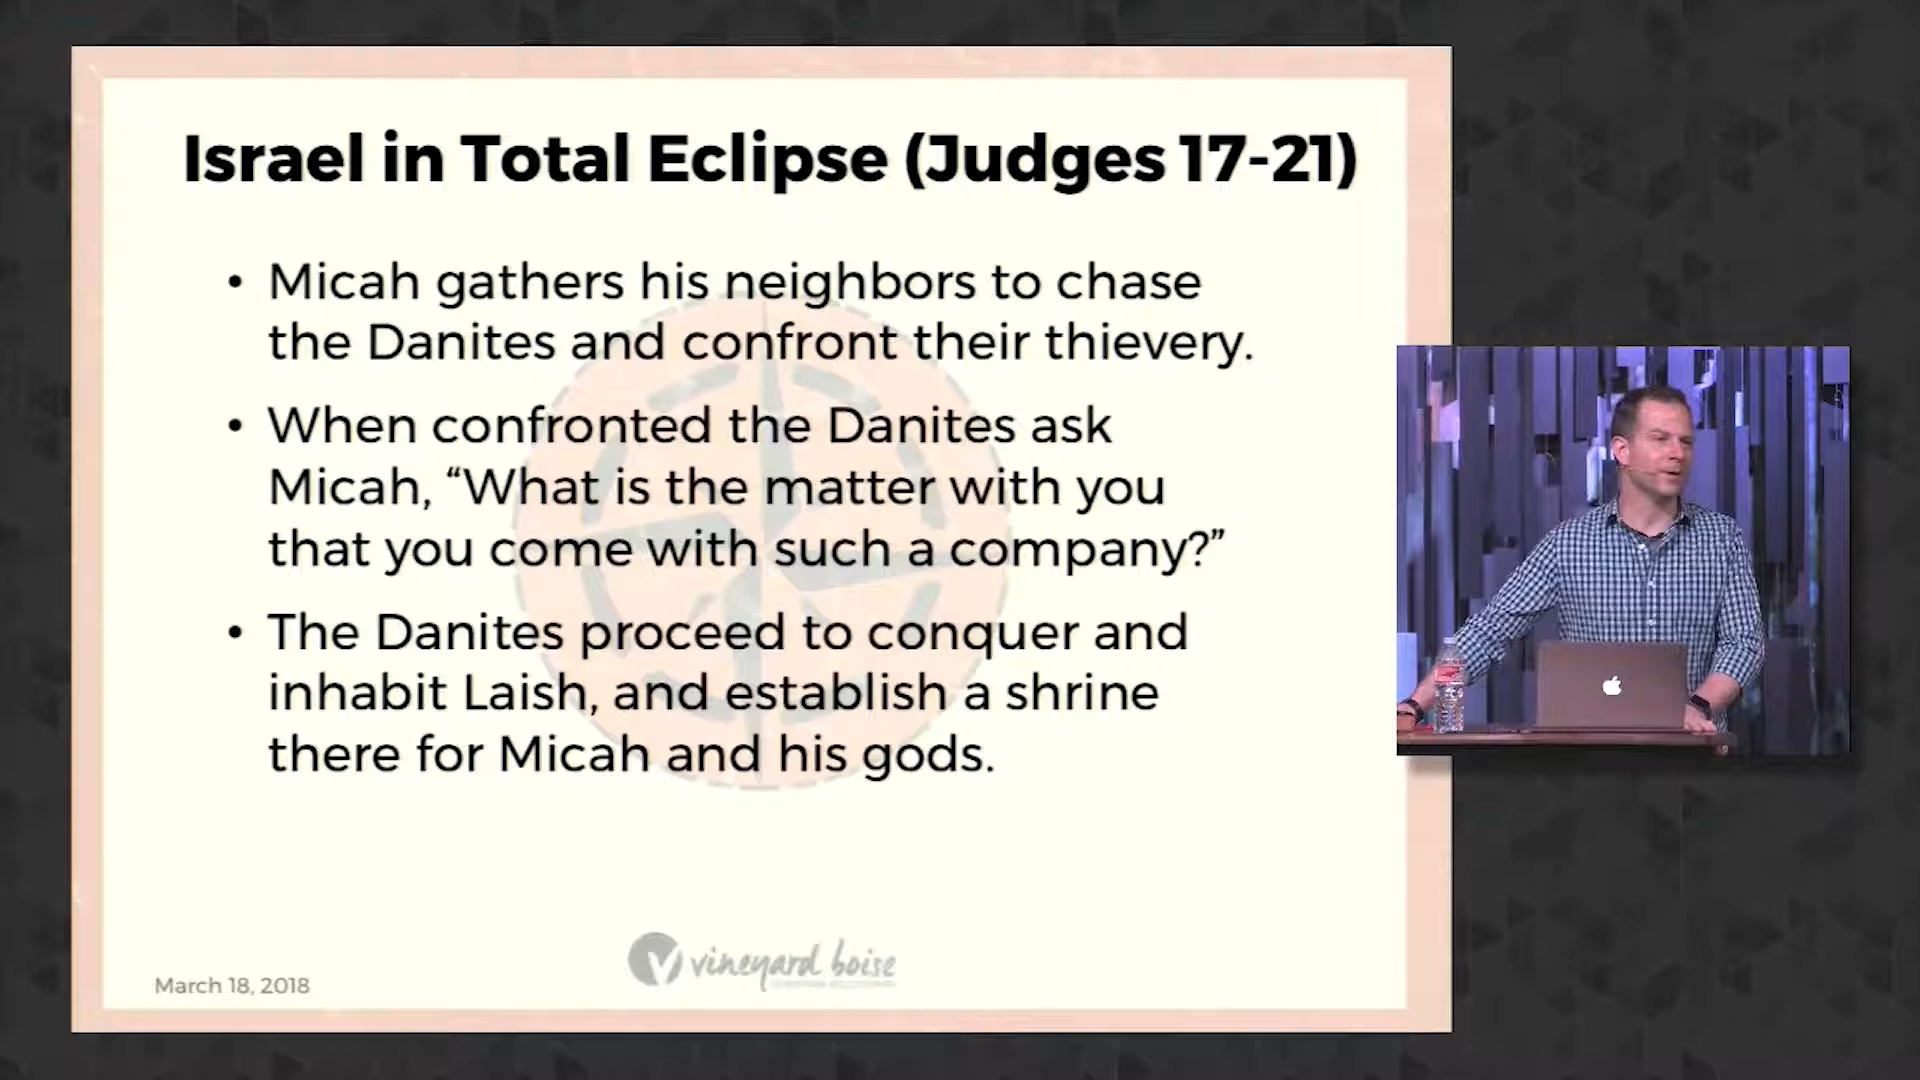 Israel in Total Eclipse (Judges 17-21)
• Micah gathers his neighbors to chase
the Danites and confront their thievery.
• When confronted the Danites ask
Micah, “What is the matter with you
that you come with such a company?”
• The Danites proceed to conquer and
inhabit Laish, and establish a shrine
there for Micah and his gods.
vineyard boise
March 18, 2018